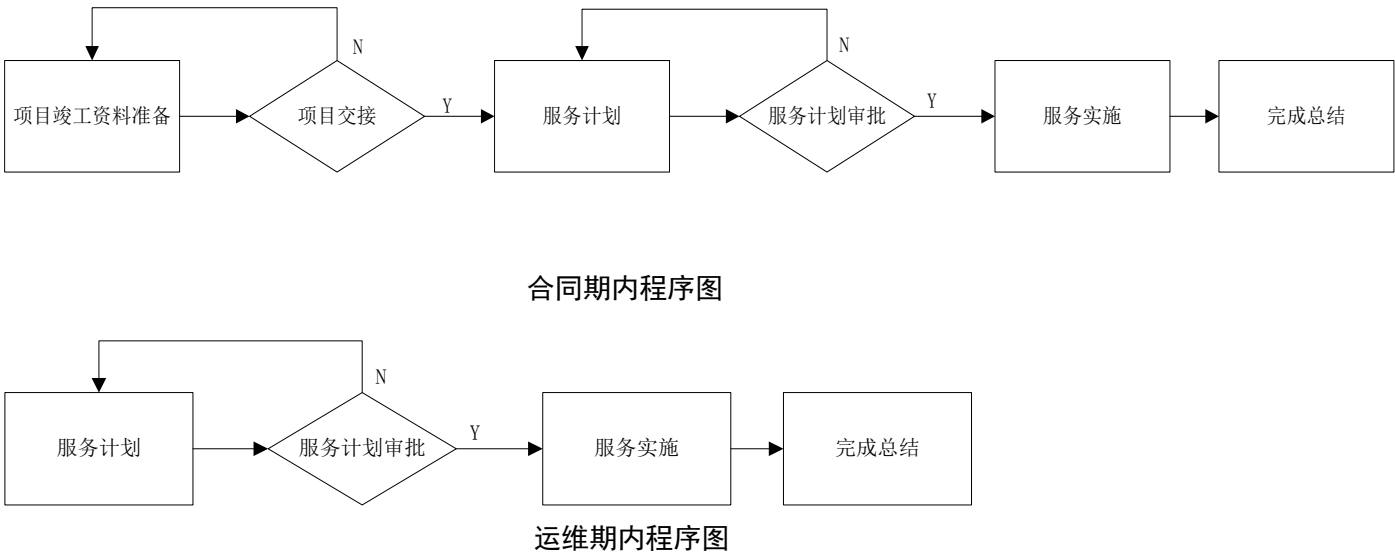 N
N
项目竣工资料准备
项目交接
Y
服务计划
服务计划审批
Y
服务实施
完成总结
合同期内程序图
N
服务计划
服务计划审批
Y
服务实施
完成总结
运维期内程序图